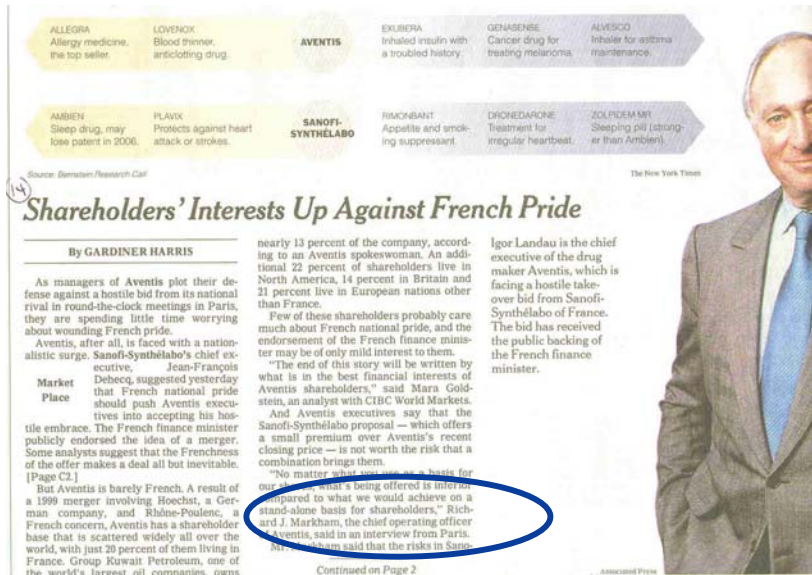 ALLEGRA
Allergy medicine,
the top seller.
LOVENOX
Blood thinner,
anticlotting drug.
AVENTIS
EXUBERA
Inhaled insulin with
a troubled history.
GENASENSE
Cancer drug for
treating melanoma.
ALVESCO
Inhaler for asthma
maintenance.
AMBIEN
Sleep drug, may
lose patent in 2006.
PLAVIX
Protects against heart
attack or strokes.
SANOFI-
SYNTHÉLABO
RIMONBANT
Appetite and smok-
ing suppressant.
DRONEDARONE
Treatment for
irregular heartbeat.
ZOLPIDEM MR
Sleeping pill (strong-
er than Ambien).
Source: Bernstein Research Call
The New York Times
14
Shareholders' Interests Up Against French Pride
By GARDINER HARRIS
As managers of Aventis plot their de-
fense against a hostile bid from its national
rival in round-the-clock meetings in Paris,
they are spending little time worrying
about wounding French pride.
Aventis, after all, is faced with a nation-
alistic surge. Sanofi-Synthélabo's chief ex-
ecutive, Jean-François
Dehecq, suggested yesterday
that French national pride
should push Aventis execu-
tives into accepting his hos-
Market
Place
tile embrace. The French finance minister
publicly endorsed the idea of a merger.
Some analysts suggest that the Frenchness
of the offer makes a deal all but inevitable.
[Page C2.]
But Aventis is barely French. A result of
a 1999 merger involving Hoechst, a Ger-
man company, and Rhône-Poulenc, a
French concern, Aventis has a shareholder
base that is scattered widely all over the
world, with just 20 percent of them living in
France. Group Kuwait Petroleum, one of
the world's largest oil companies, owns
nearly 13 percent of the company, accord-
ing to an Aventis spokeswoman. An addi-
tional 22 percent of shareholders live in
North America, 14 percent in Britain and
21 percent live in European nations other
than France.
Few of these shareholders probably care
much about French national pride, and the
endorsement of the French finance minis-
ter may be of only mild interest to them.
"The end of this story will be written by
what is in the best financial interests of
Aventis shareholders," said Mara Gold-
stein, an analyst with CIBC World Markets.
And Aventis executives say that the
Sanofi-Synthélabo proposal — which offers
a small premium over Aventis's recent
closing price — is not worth the risk that a
combination brings them.
"No matter what you use as a basis for
our shares, what's being offered is inferior
compared to what we would achieve on a
stand-alone basis for shareholders," Rich-
ard J. Markham, the chief operating officer
of Aventis, said in an interview from Paris.
Mr. Markham said that the risks in Sano-
Continued on Page 2
Igor Landau is the chief
executive of the drug
maker Aventis, which is
facing a hostile take-
over bid from Sanofi-
Synthélabo of France.
The bid has received
the public backing of
the French finance
minister.
Associated Press